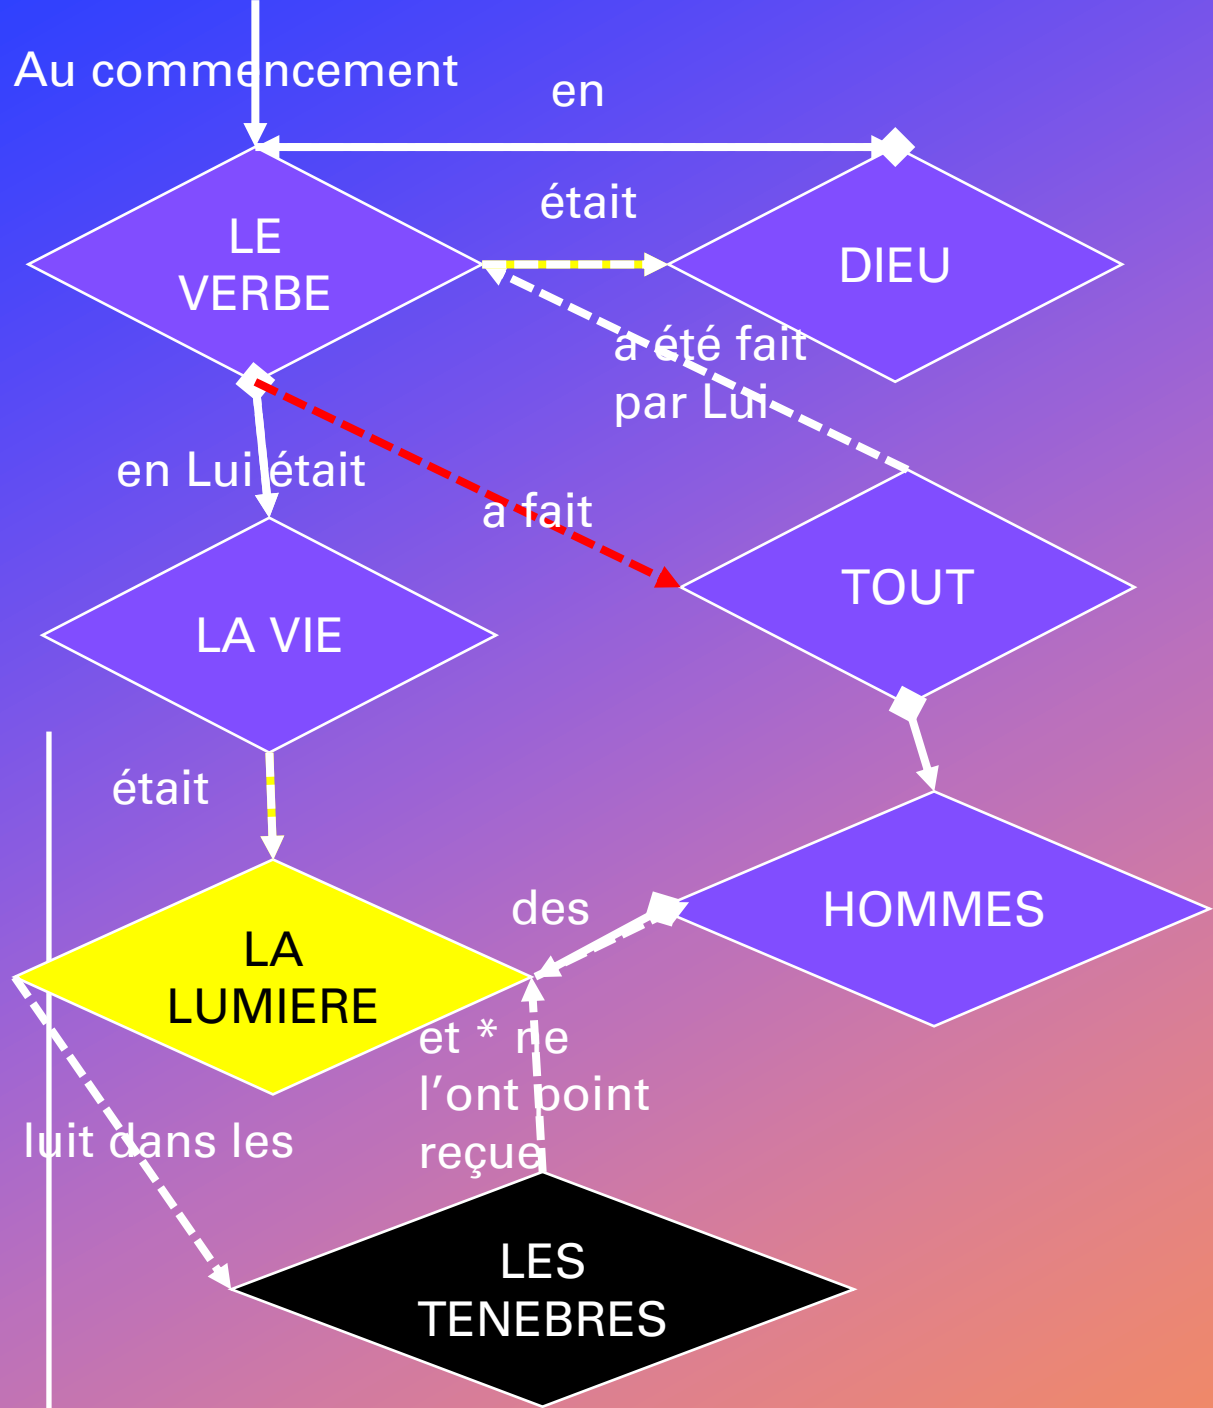 Au commencement
en
était
LE
VERBE
DIEU
a été fait
par Lui
en Lui était
a fait
TOUT
LA VIE
était
des
HOMMES
LA
LUMIERE
et * ne
l'ont point
reçue
luit dans les
LES
TENEBRES